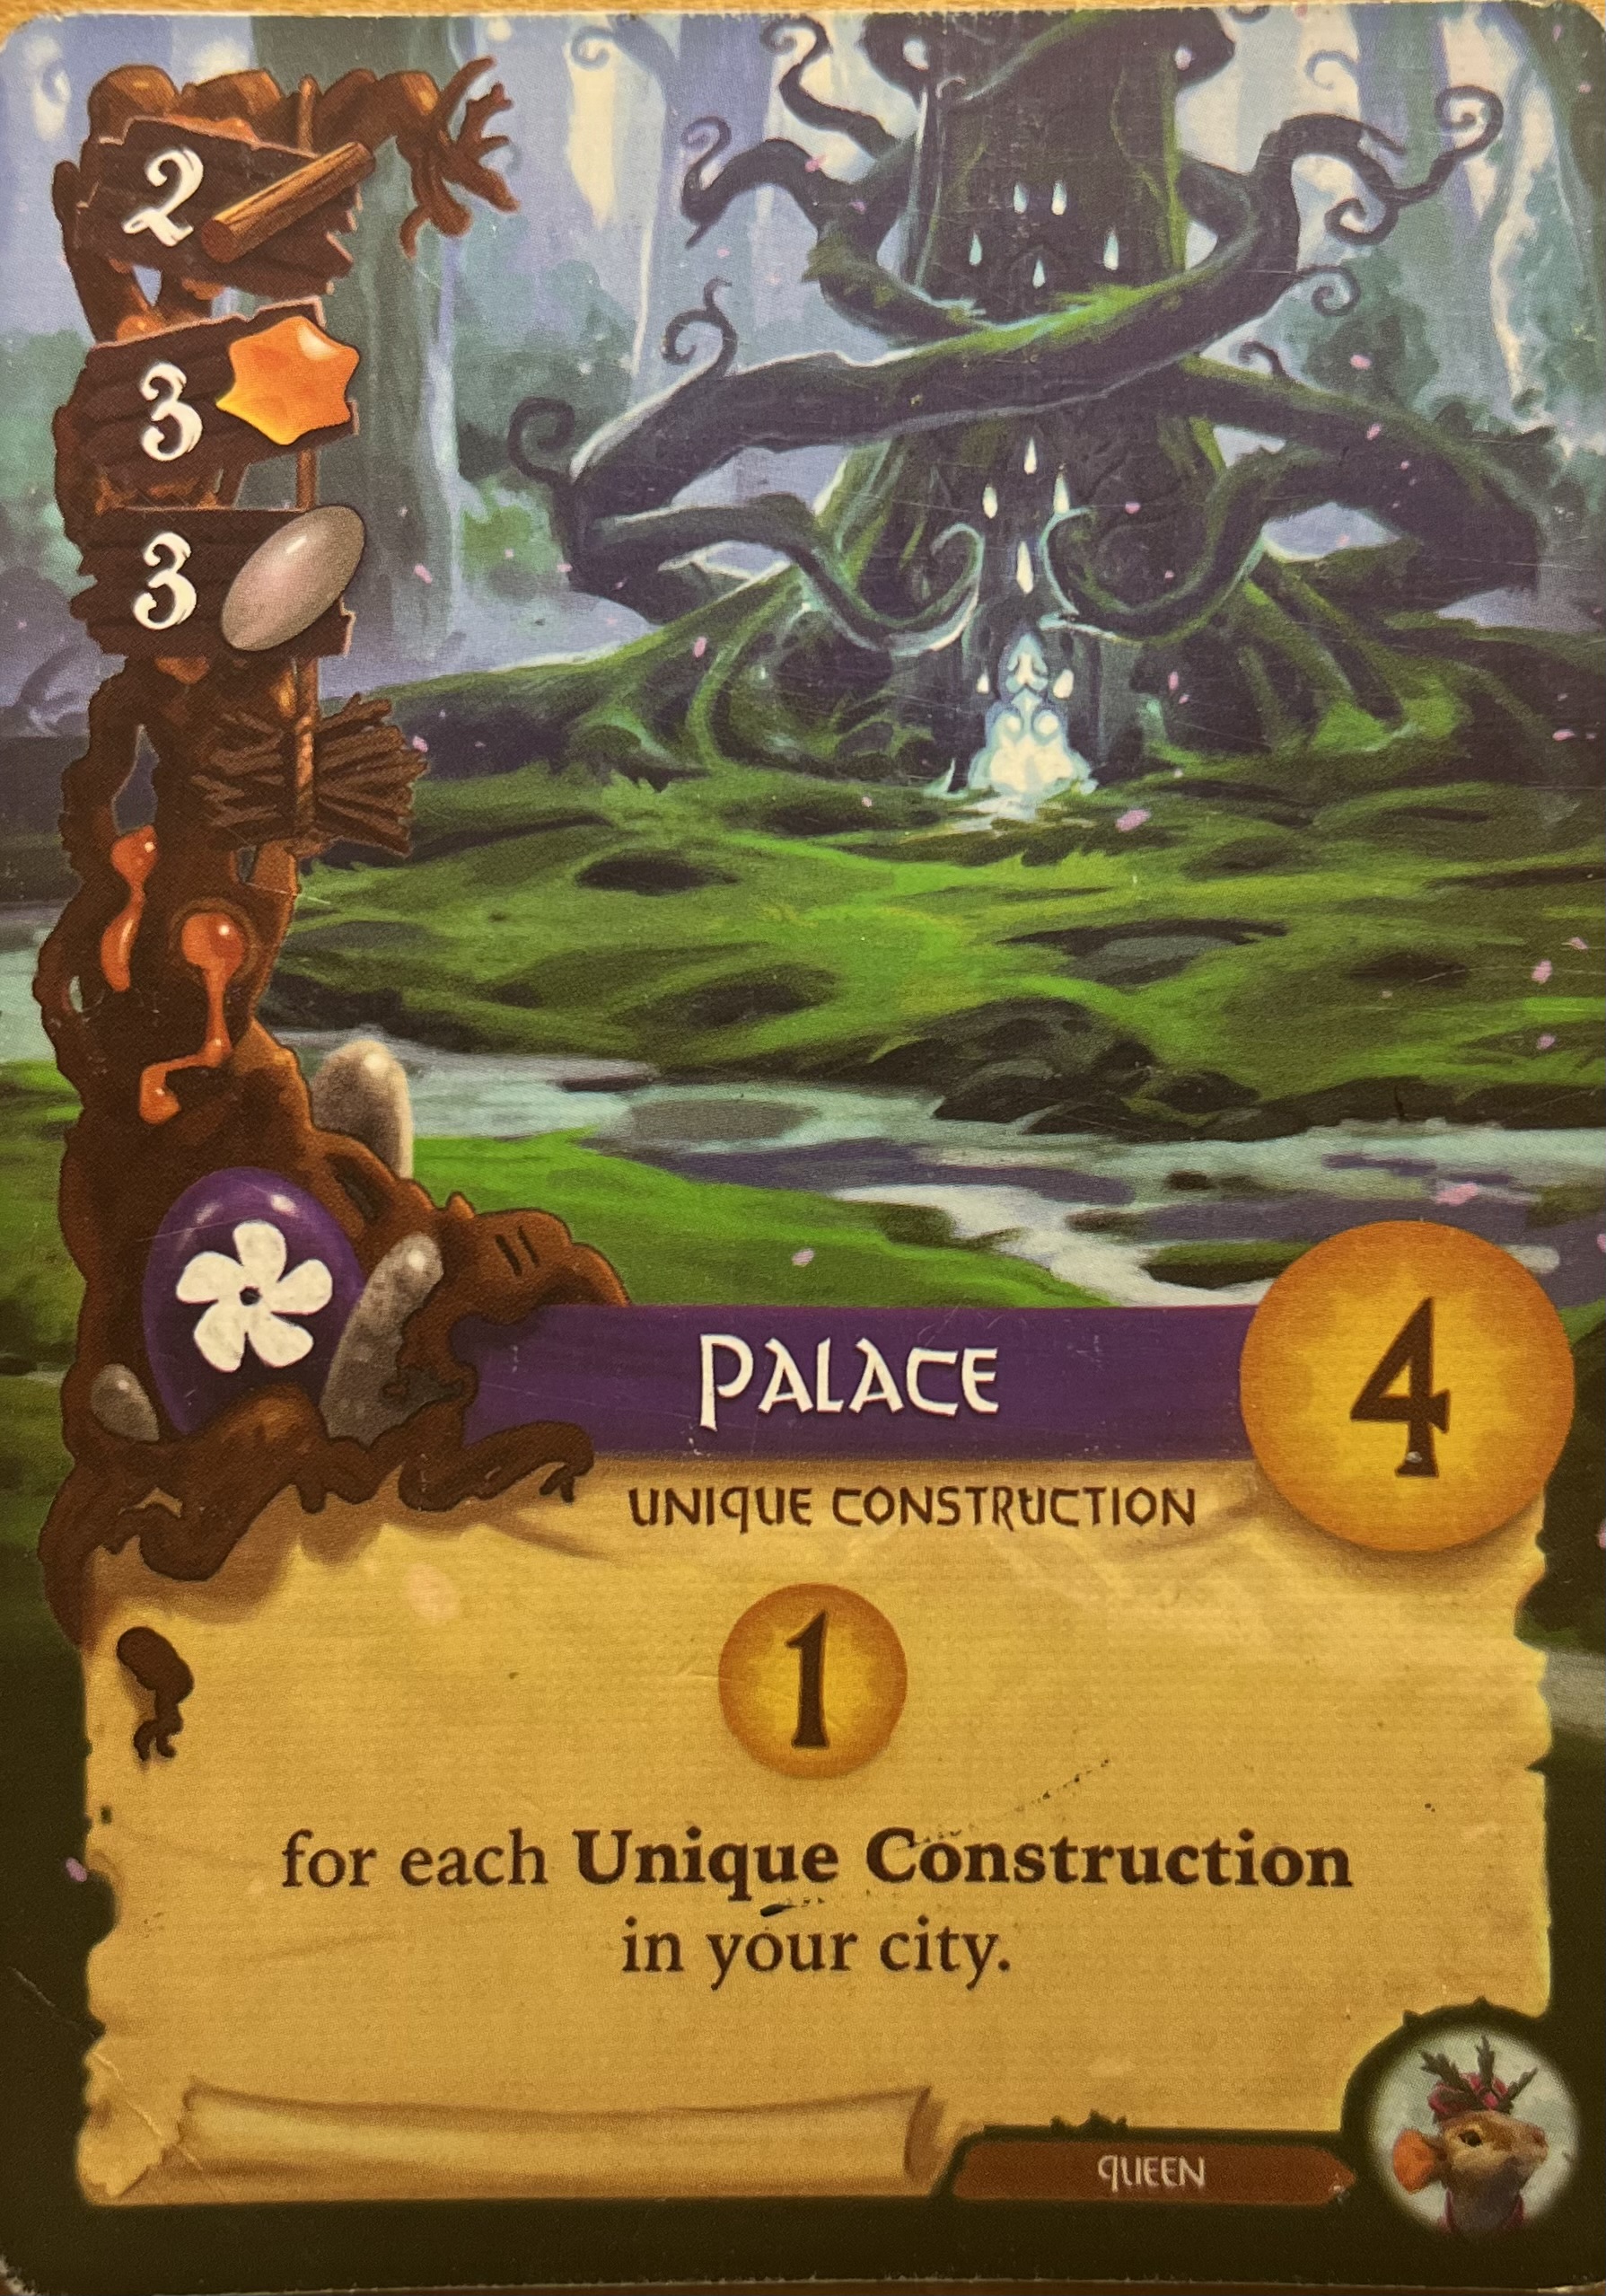 2
3
3
PALACE
4
UNIQUE CONSTRUCTION
1
for each Unique Construction
in your city.
QUEEN